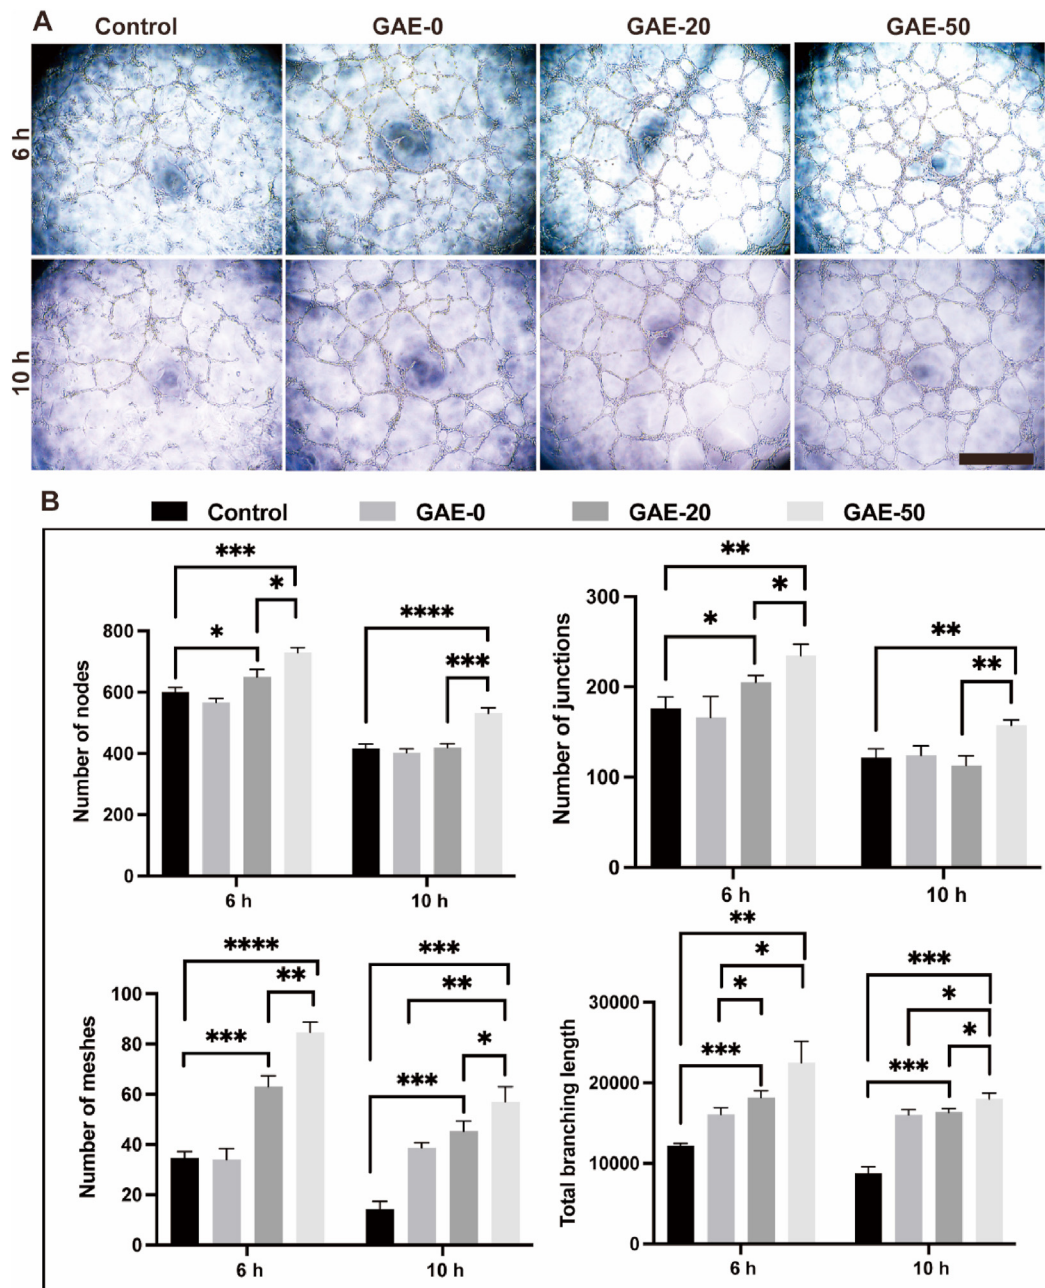 A
Control GAE-0 GAE-20 GAE-50
6 h
10 h
B
Control GAE-0 GAE-20 GAE-50
Number of nodes
800
600
400
200
0
*** * * **** ***
6 h 10 h
Number of junctions
300
200
100
0
** * * ** **
6 h 10 h
Number of meshes
100
80
60
40
20
0
**** ** *** *** ** * ***
6 h 10 h
Total branching length
30000
20000
10000
0
** * * *** *** * * ***
6 h 10 h